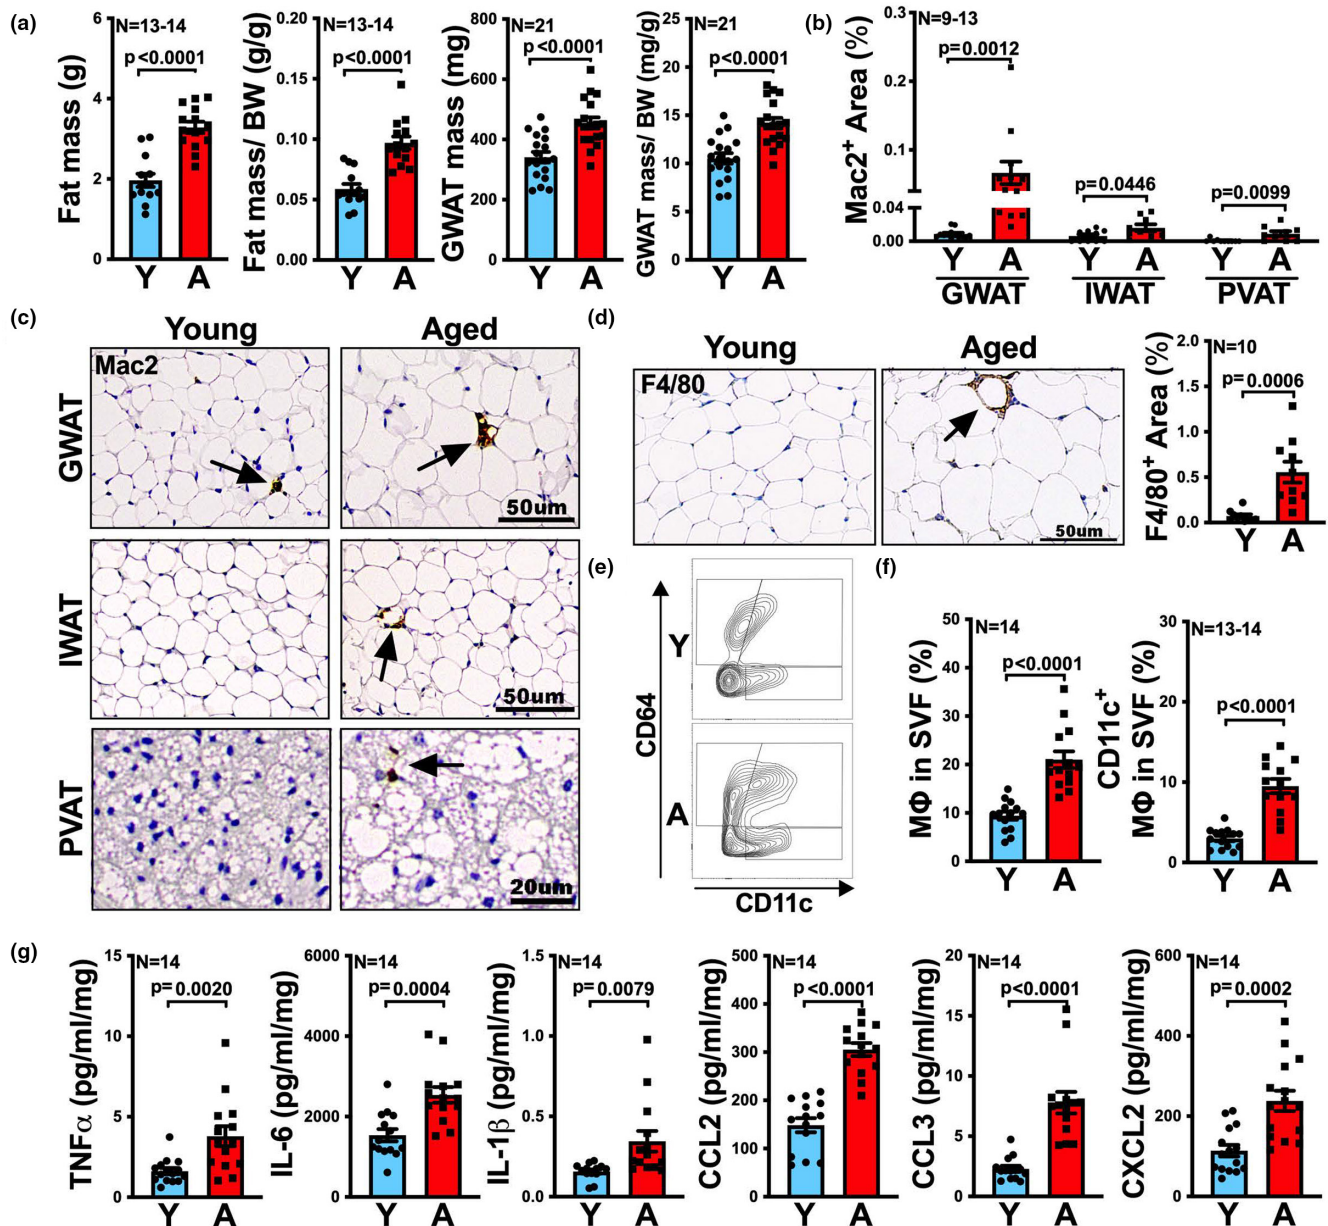 (a)
Fat mass (g)
N=13-14
p<0.0001
6
4
2
0
Y A
Fat mass/ BW (g/g)
N=13-14
p<0.0001
0.20
0.15
0.10
0.05
0.00
Y A
GWAT mass (mg)
N=21
p<0.0001
800
600
400
200
0
Y A
GWAT mass/ BW (mg/g)
N=21
p<0.0001
25
20
15
10
5
0
Y A
(b)
Mac2+ Area (%)
N=9-13
p=0.0012
p=0.0446
p=0.0099
0.3
0.2
0.1
0.04
0.00
Y A Y A Y A
GWAT IWAT PVAT
(c)
Young Aged
Mac2
GWAT
50um
IWAT
50um
PVAT
20um
(d)
Young Aged
F4/80
50um
F4/80+ Area (%)
N=10
p=0.0006
2.0
1.5
1.0
0.5
0.0
Y A
(e)
Y
A
CD64
CD11c
(f)
MΦ in SVF (%)
N=14
p<0.0001
50
40
30
20
10
0
Y A
CD11c+
MΦ in SVF (%)
N=13-14
p<0.0001
30
20
10
0
Y A
(g)
TNFα (pg/ml/mg)
N=14
p=0.0020
15
10
5
0
Y A
IL-6 (pg/ml/mg)
N=14
p=0.0004
6000
4000
2000
0
Y A
IL-1β (pg/ml/mg)
N=14
p=0.0079
1.5
1.0
0.5
0.0
Y A
CCL2 (pg/ml/mg)
N=14
p<0.0001
500
400
300
200
100
0
Y A
CCL3 (pg/ml/mg)
N=14
p<0.0001
20
15
10
5
0
Y A
CXCL2 (pg/ml/mg)
N=14
p=0.0002
600
400
200
0
Y A